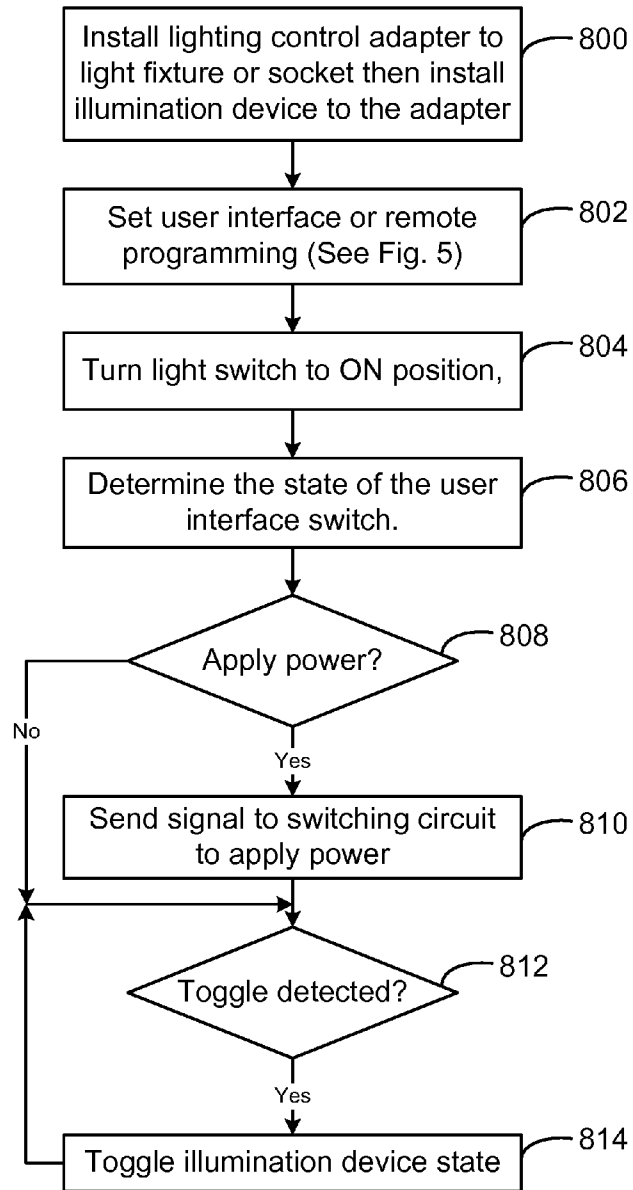 Install lighting control adapter to
light fixture or socket then install
illumination device to the adapter
800
Set user interface or remote
programming (See Fig. 5)
802
Turn light switch to ON position,
804
Determine the state of the user
interface switch.
806
Apply power?
808
No
Yes
Send signal to switching circuit
to apply power
810
Toggle detected?
812
Yes
Toggle illumination device state
814